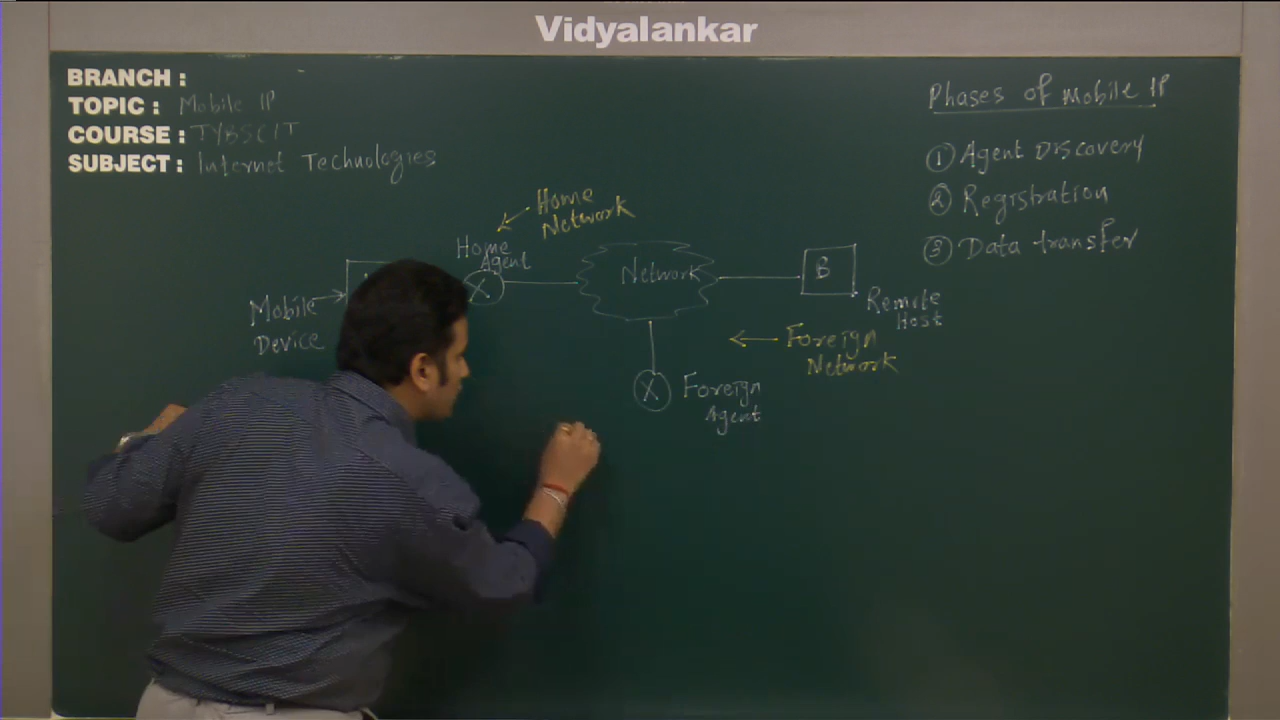 Vidyalankar
BRANCH :
TOPIC : Mobile IP
COURSE : TYBSCIT
SUBJECT : Internet Technologies
Phases of Mobile IP
① Agent Discovery
② Registration
③ Data transfer
Home
Network
Home
Agent
X
Network
B
Remote
Host
Mobile
Device
Foreign
Network
X
Foreign
Agent